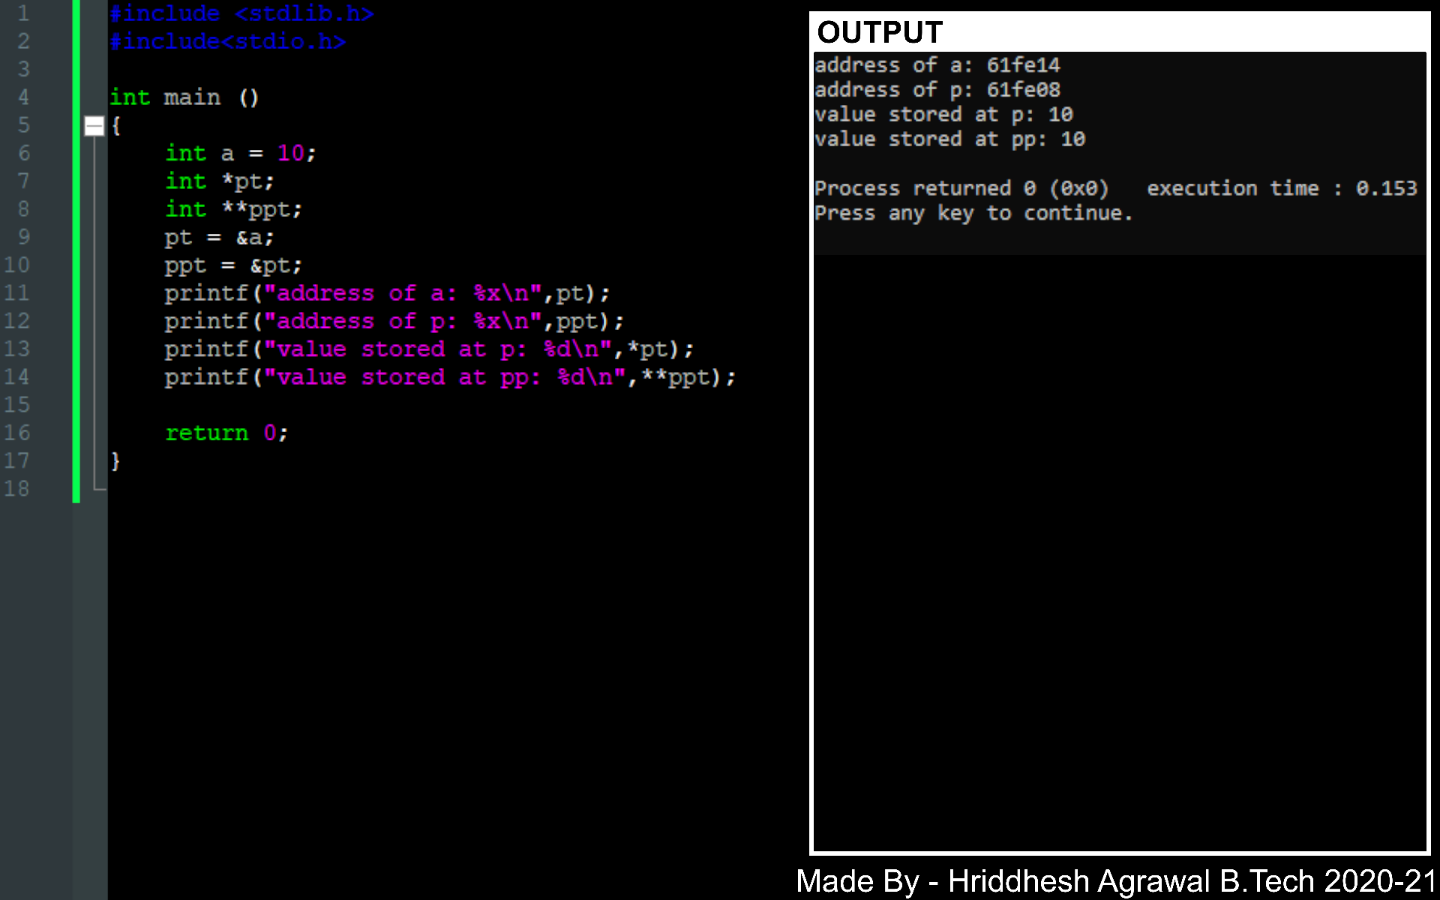 1 #include <stdlib.h>
2 #include<stdio.h>
3
4 int main ()
5 {
6 int a = 10;
7 int *pt;
8 int **ppt;
9 pt = &a;
10 ppt = &pt;
11 printf("address of a: %x\n",pt);
12 printf("address of p: %x\n",ppt);
13 printf("value stored at p: %d\n",*pt);
14 printf("value stored at pp: %d\n",**ppt);
15
16 return 0;
17 }
18
OUTPUT
address of a: 61fe14
address of p: 61fe08
value stored at p: 10
value stored at pp: 10
Process returned 0 (0x0) execution time : 0.153
Press any key to continue.
Made By - Hriddhesh Agrawal B.Tech 2020-21